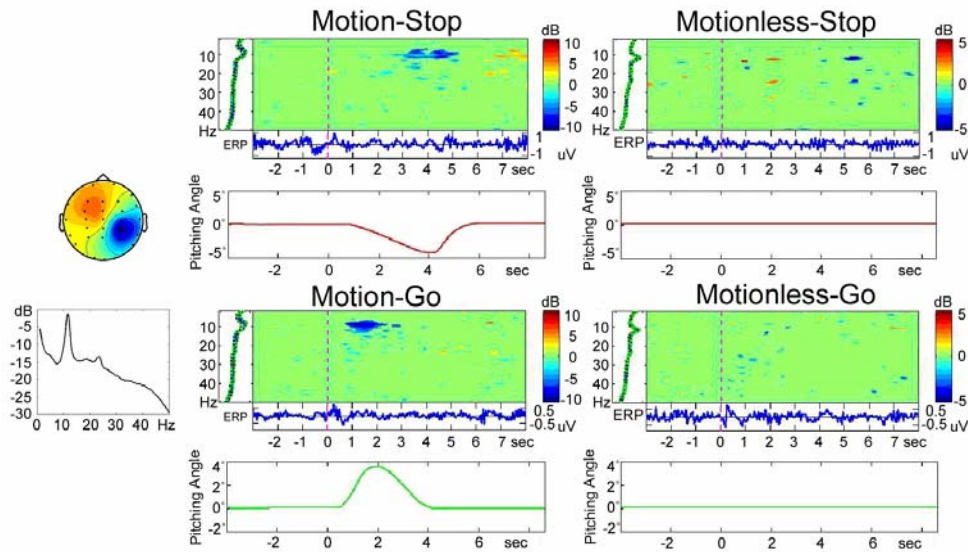 Motion-Stop
Motionless-Stop
dB
10
5
0
-5
-10
10
20
30
40
Hz
ERP
1
-1
uV
-2 -1 0 1 2 3 4 5 6 7 sec
dB
5
0
-5
10
20
30
40
Hz
ERP
1
-1
uV
-2 -1 0 1 2 3 4 5 6 7 sec
Pitching Angle
5°
0°
-5°
-2 0 2 4 6 sec
Pitching Angle
5°
0°
-5°
-2 0 2 4 6 sec
dB
-5
-10
-15
-20
-25
-30
10 20 30 40 Hz
Motion-Go
Motionless-Go
dB
10
5
0
-5
-10
10
20
30
40
Hz
ERP
0.5
-0.5
uV
-2 -1 0 1 2 3 4 5 6 7 sec
dB
5
0
-5
10
20
30
40
Hz
ERP
0.5
-0.5
uV
-2 -1 0 1 2 3 4 5 6 7 sec
Pitching Angle
4°
2°
0°
-2°
-2 0 2 4 6 sec
Pitching Angle
4°
2°
0°
-2°
-2 0 2 4 6 sec